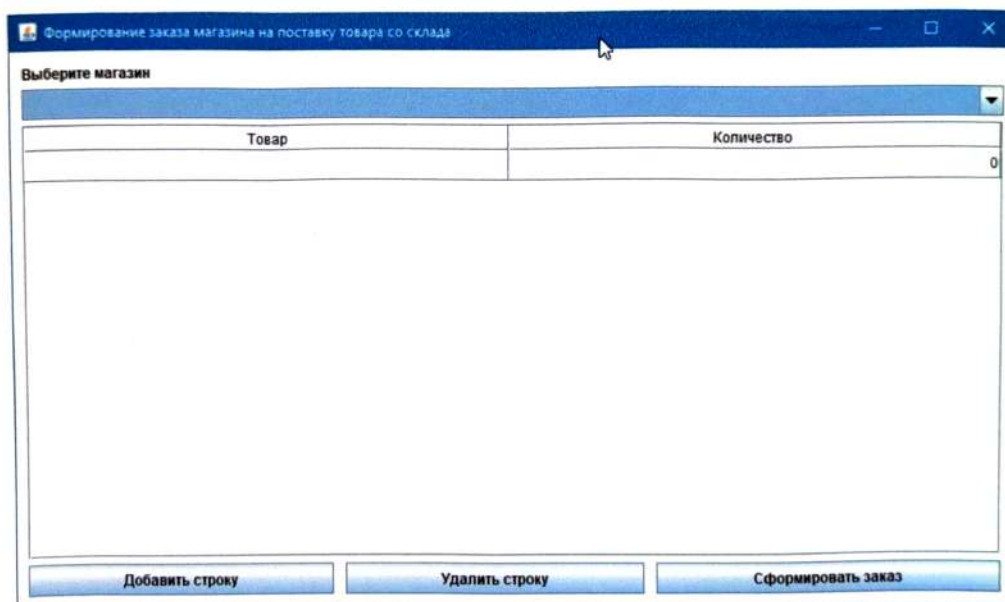 Формирование заказа магазина на поставку товара со склада
Выберите магазин
Товар Количество
0
Добавить строку Удалить строку Сформировать заказ